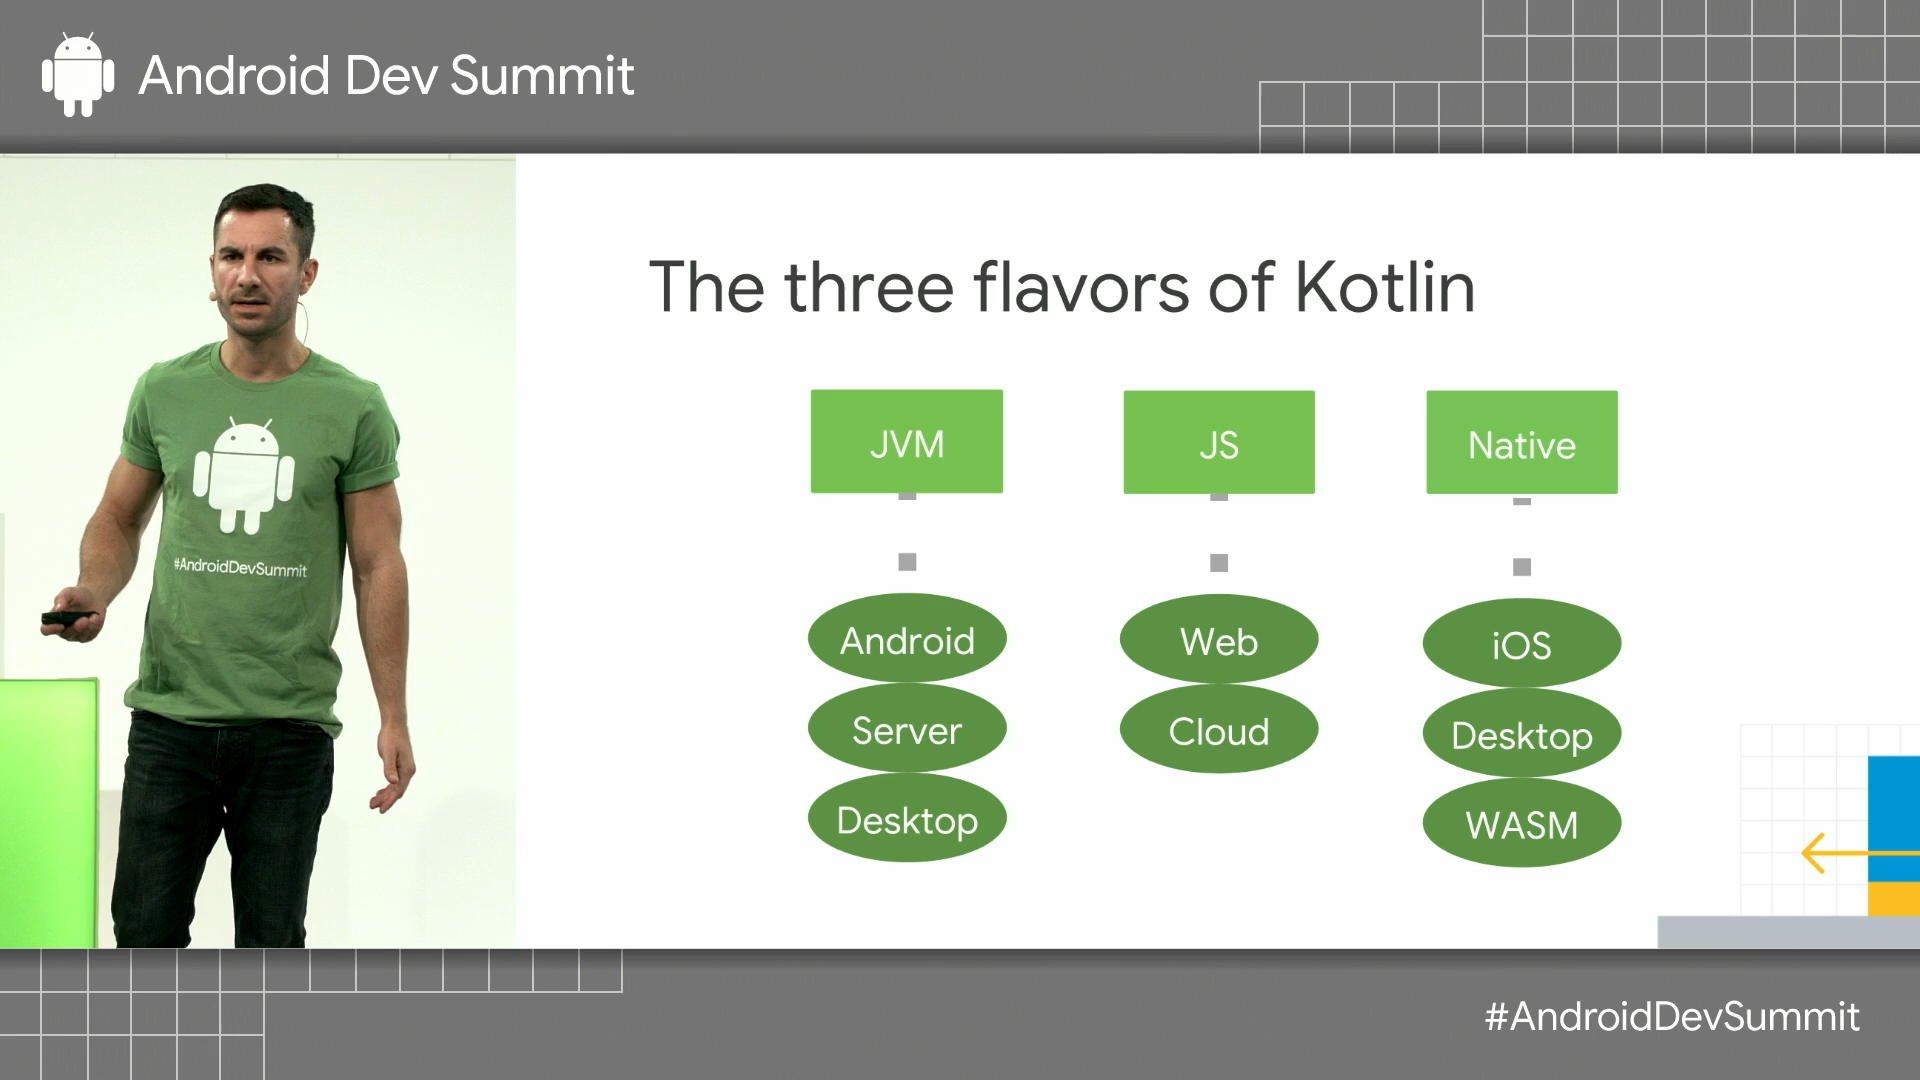 Android Dev Summit
The three flavors of Kotlin
JVM
JS
Native
Android
Web
iOS
Server
Cloud
Desktop
Desktop
WASM
#AndroidDevSummit
#AndroidDevSummit